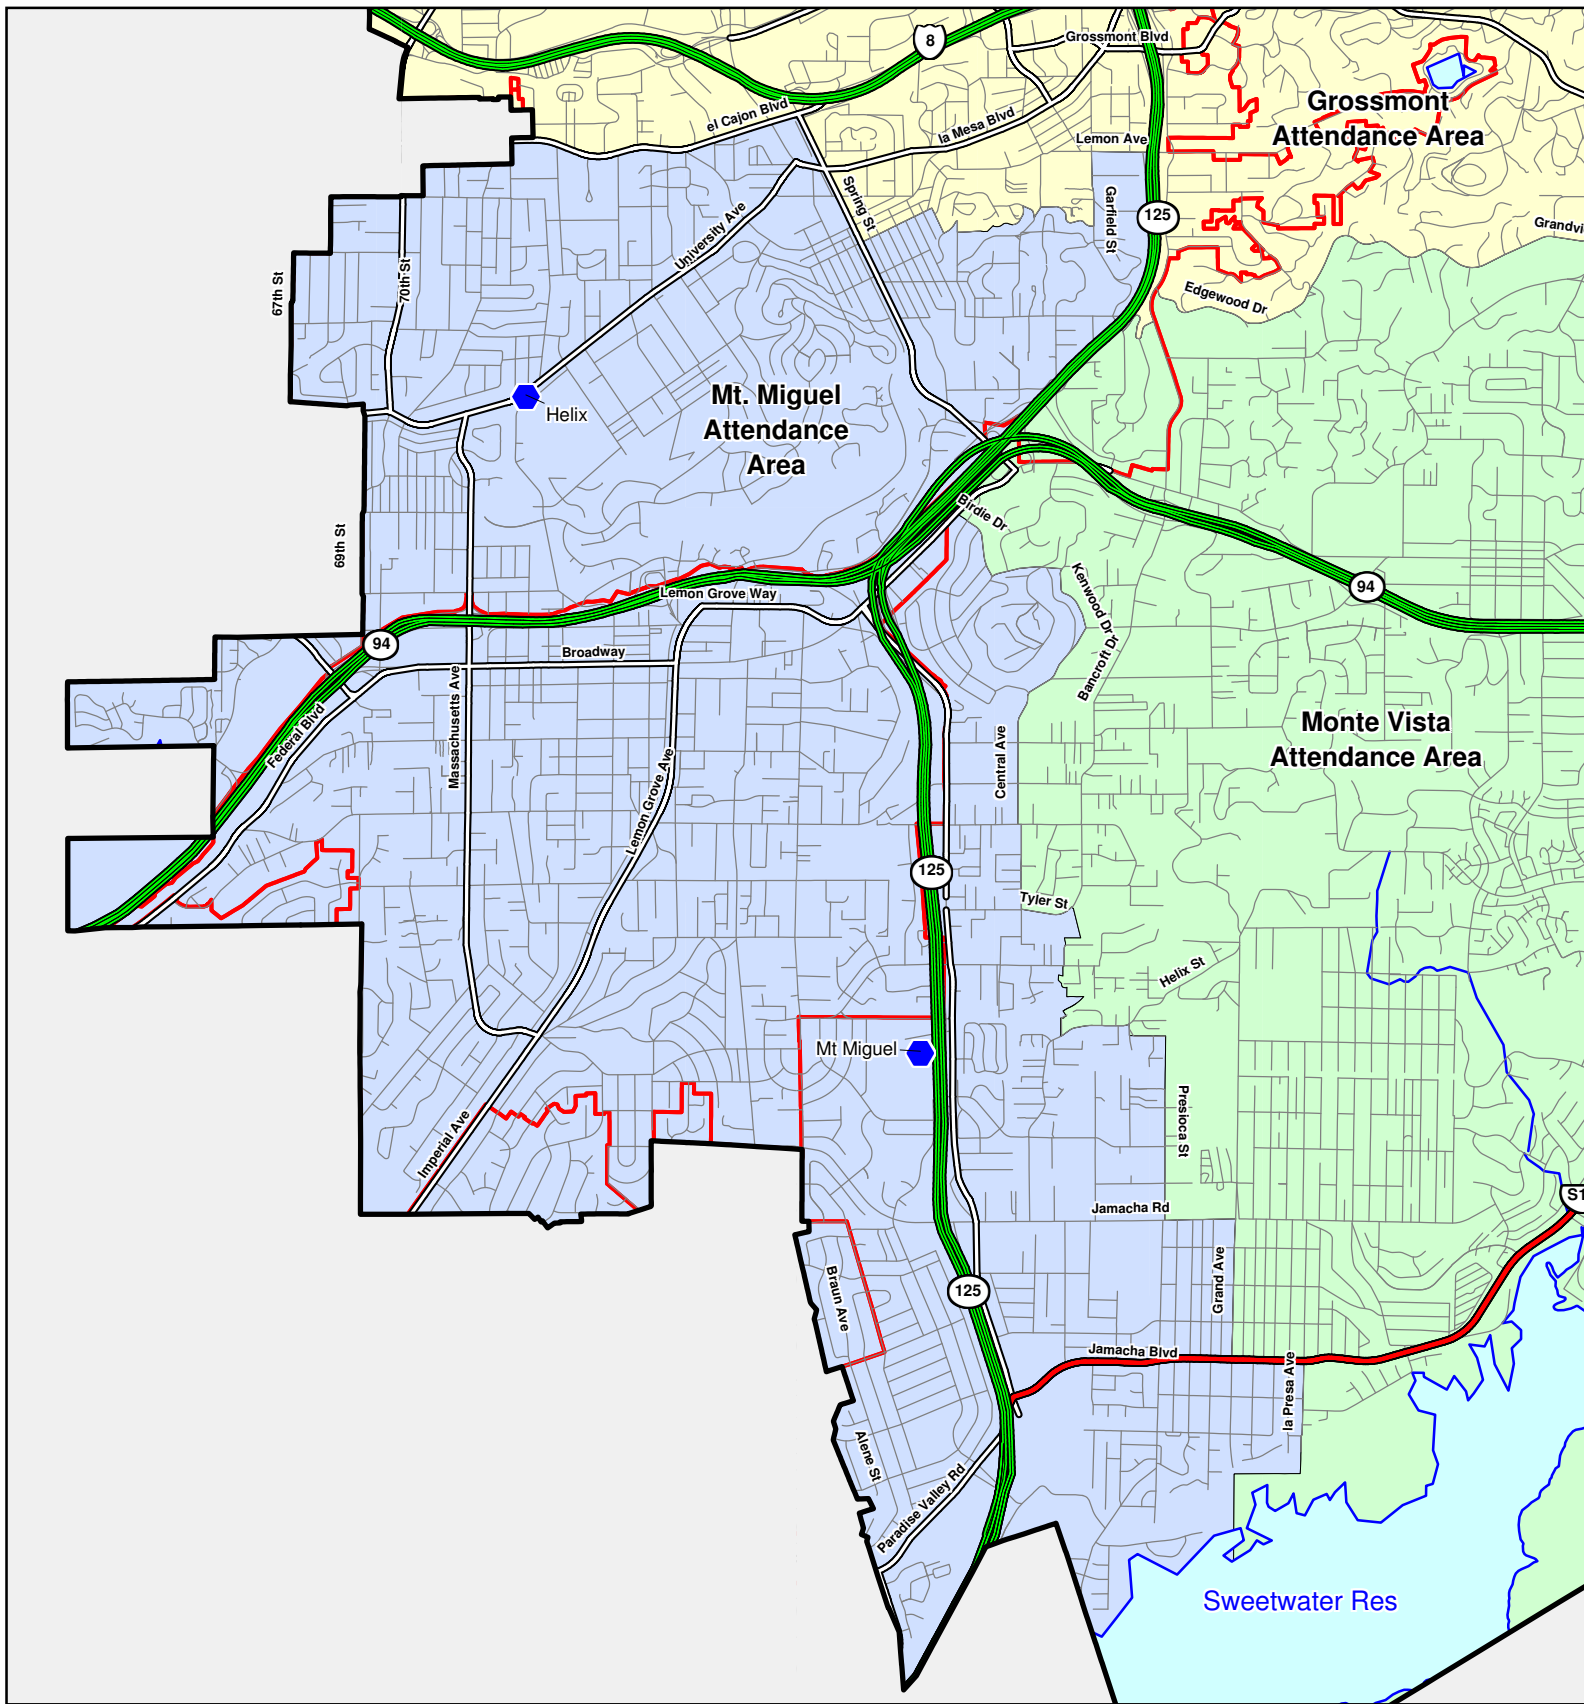 8
Grossmont Blvd
Grossmont
Attendance Area
el Cajon Blvd
la Mesa Blvd
Lemon Ave
Spring St
Garfield St
125
University Ave
67th St
70th St
Edgewood Dr
Mt. Miguel
Attendance
Area
Helix
Birdie Dr
69th St
Kenwood Dr
94
Lemon Grove Way
94
Broadway
Bancroft Dr
Massachusetts Ave
Federal Blvd
Monte Vista
Attendance Area
Central Ave
Lemon Grove Ave
125
Tyler St
Helix St
Mt Miguel
Imperial Ave
Presioca St
S1
Jamacha Rd
Braun Ave
Grand Ave
125
Jamacha Blvd
la Presa Ave
Alene St
Paradise Valley Rd
Sweetwater Res